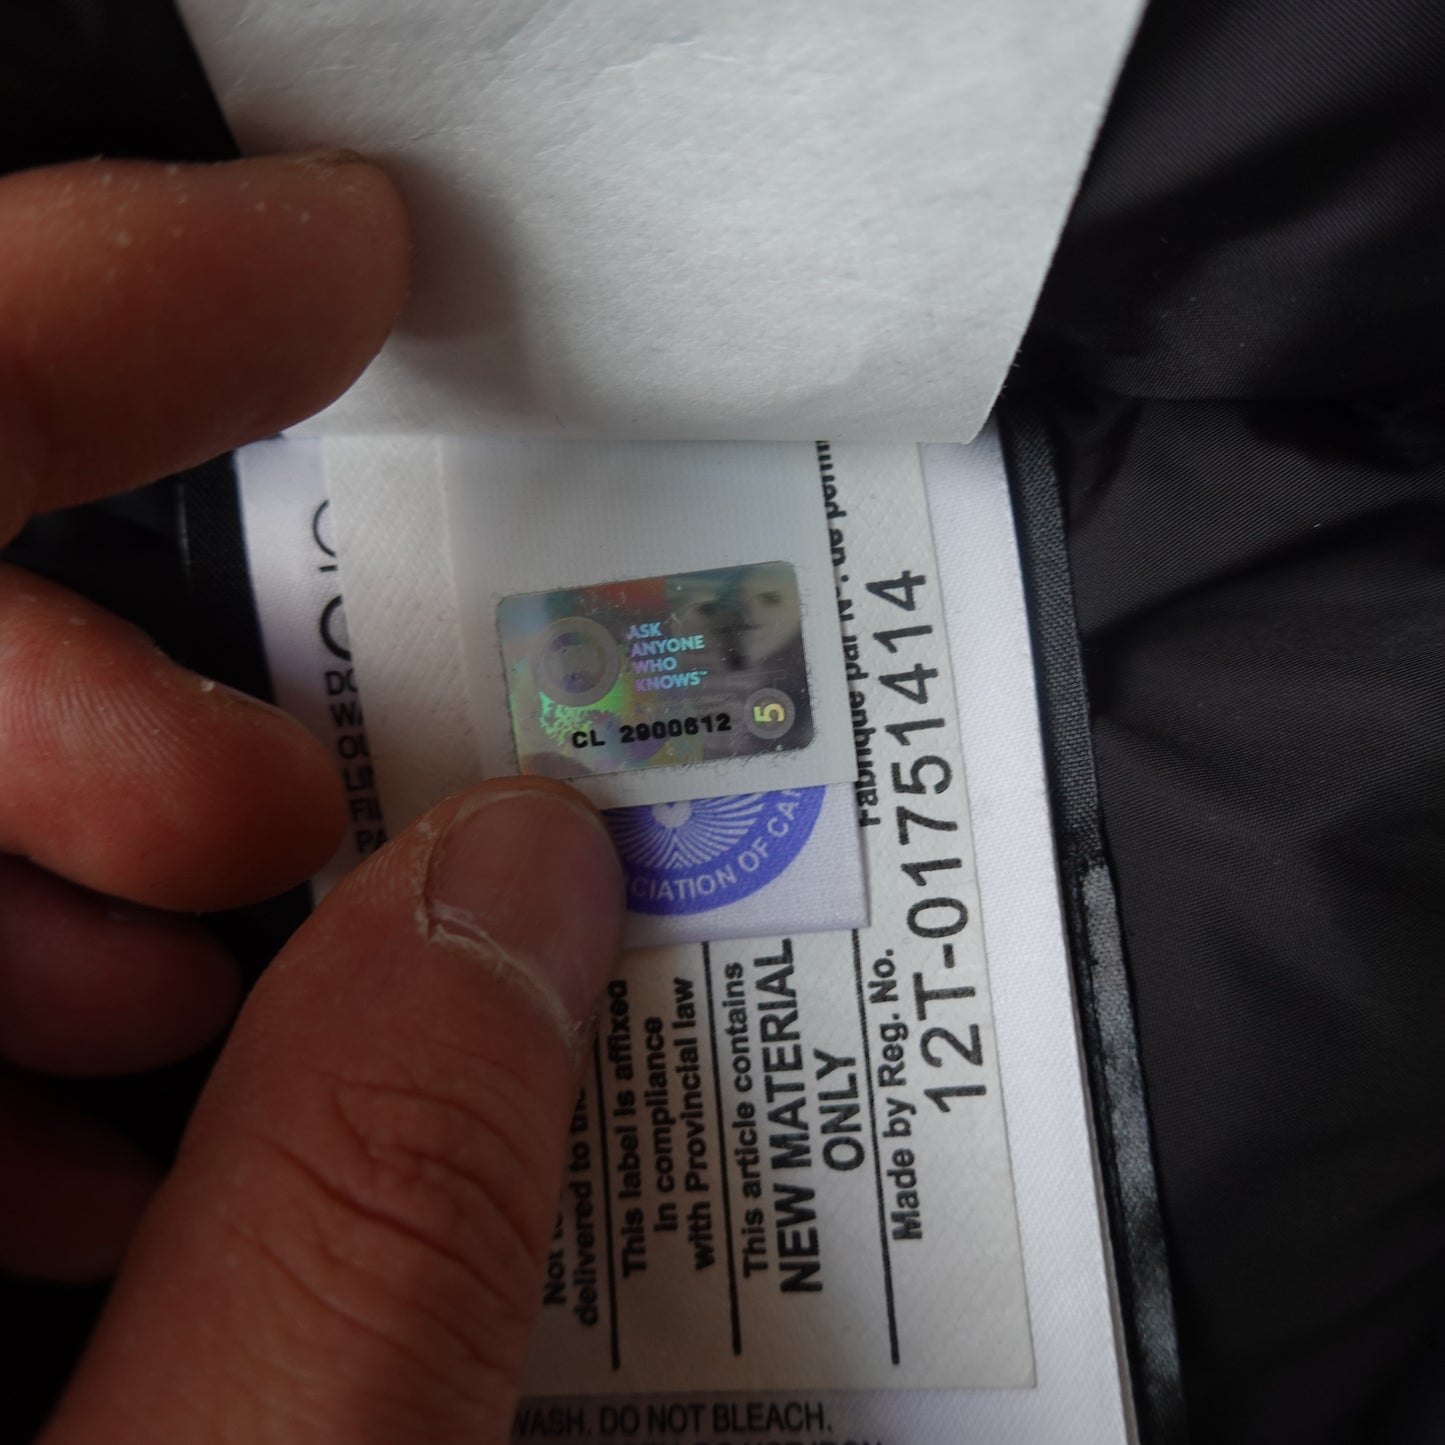 ASK
ANYONE
WHO
KNOWS™
CL 2900612
5
CIATION OF CA
This label is affixed
in compliance
with Provincial law
This article contains
NEW MATERIAL
ONLY
Made by Reg. No.
12T-01751414
Fabriqué par N°. de permi
delivered to
Not
WASH. DO NOT BLEACH.